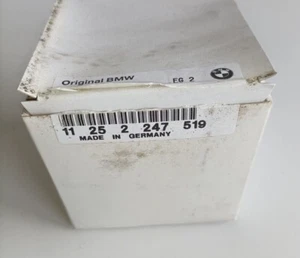 Original BMW EG 2
11 25 2 247 519
MADE IN GERMANY